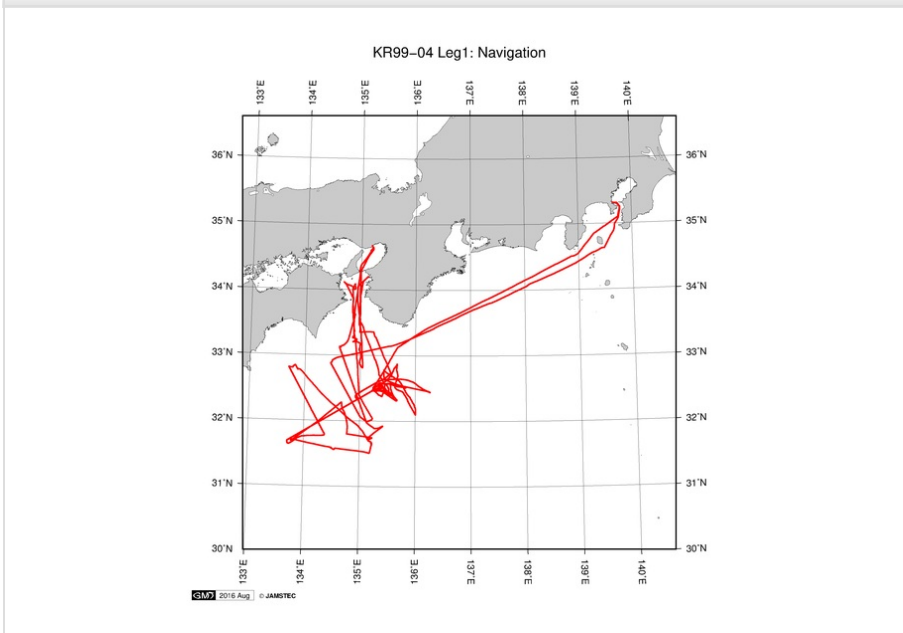 KR99−04 Leg1: Navigation
133˚E 134˚E 135˚E 136˚E 137˚E 138˚E 139˚E 140˚E
36˚N 36˚N
35˚N 35˚N
34˚N 34˚N
33˚N 33˚N
32˚N 32˚N
31˚N 31˚N
30˚N 30˚N
133˚E 134˚E 135˚E 136˚E 137˚E 138˚E 139˚E 140˚E
GMT 2016 Aug © JAMSTEC